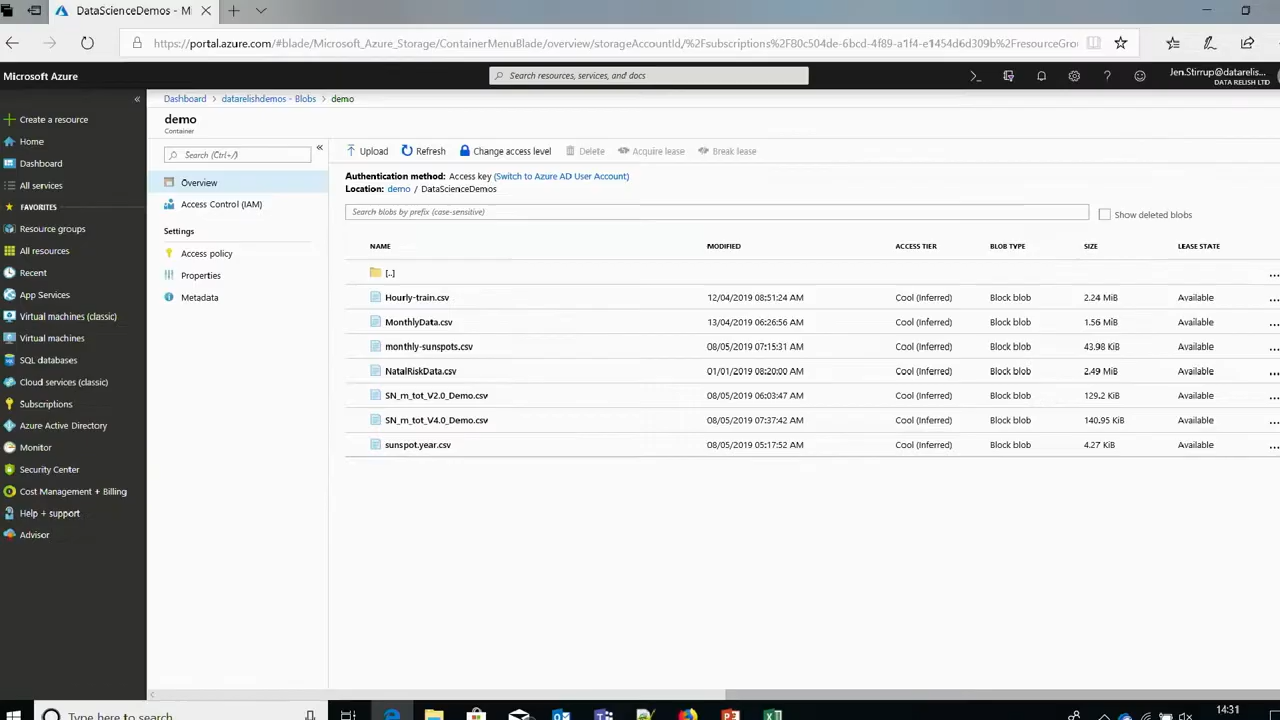 DataScienceDemos - Mi
https://portal.azure.com/#blade/Microsoft_Azure_Storage/ContainerMenuBlade/overview/storageAccountId/%2Fsubscriptions%2F80c504de-6bcd-4f89-a1f4-e1454d6d309b%2FresourceGro
Microsoft Azure
Search resources, services, and docs
Jen.Stirrup@datarelis...
DATA RELISH LTD
Dashboard > datarelishdemos - Blobs > demo
demo
Container
Search (Ctrl+/)
Overview
Access Control (IAM)
Settings
Access policy
Properties
Metadata
Create a resource
Home
Dashboard
All services
FAVORITES
Resource groups
All resources
Recent
App Services
Virtual machines (classic)
Virtual machines
SQL databases
Cloud services (classic)
Subscriptions
Azure Active Directory
Monitor
Security Center
Cost Management + Billing
Help + support
Advisor
Upload Refresh Change access level Delete Acquire lease Break lease
Authentication method: Access key (Switch to Azure AD User Account)
Location: demo / DataScienceDemos
Search blobs by prefix (case-sensitive)
Show deleted blobs
NAME MODIFIED ACCESS TIER BLOB TYPE SIZE LEASE STATE
[..] ...
Hourly-train.csv 12/04/2019 08:51:24 AM Cool (Inferred) Block blob 2.24 MiB Available ...
MonthlyData.csv 13/04/2019 06:26:56 AM Cool (Inferred) Block blob 1.56 MiB Available ...
monthly-sunspots.csv 08/05/2019 07:15:31 AM Cool (Inferred) Block blob 43.98 KiB Available ...
NatalRiskData.csv 01/01/2019 08:20:00 AM Cool (Inferred) Block blob 2.49 MiB Available ...
SN_m_tot_V2.0_Demo.csv 08/05/2019 06:03:47 AM Cool (Inferred) Block blob 129.2 KiB Available ...
SN_m_tot_V4.0_Demo.csv 08/05/2019 07:37:42 AM Cool (Inferred) Block blob 140.95 KiB Available ...
sunspot.year.csv 08/05/2019 05:17:52 AM Cool (Inferred) Block blob 4.27 KiB Available ...
Type here to search
14:31